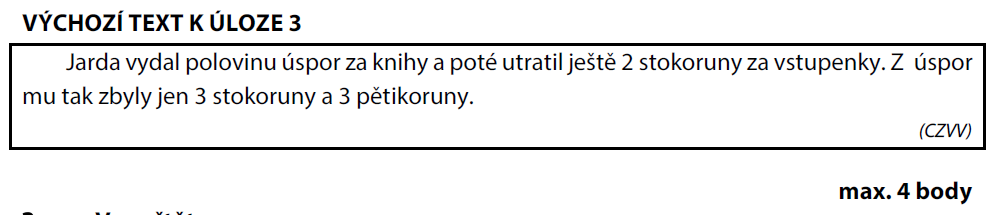 VÝCHOZÍ TEXT K ÚLOZE 3
Jarda vydal polovinu úspor za knihy a poté utratil ještě 2 stokoruny za vstupenky. Z úspor
mu tak zbyly jen 3 stokoruny a 3 pětikoruny.
(CZVV)
max. 4 body